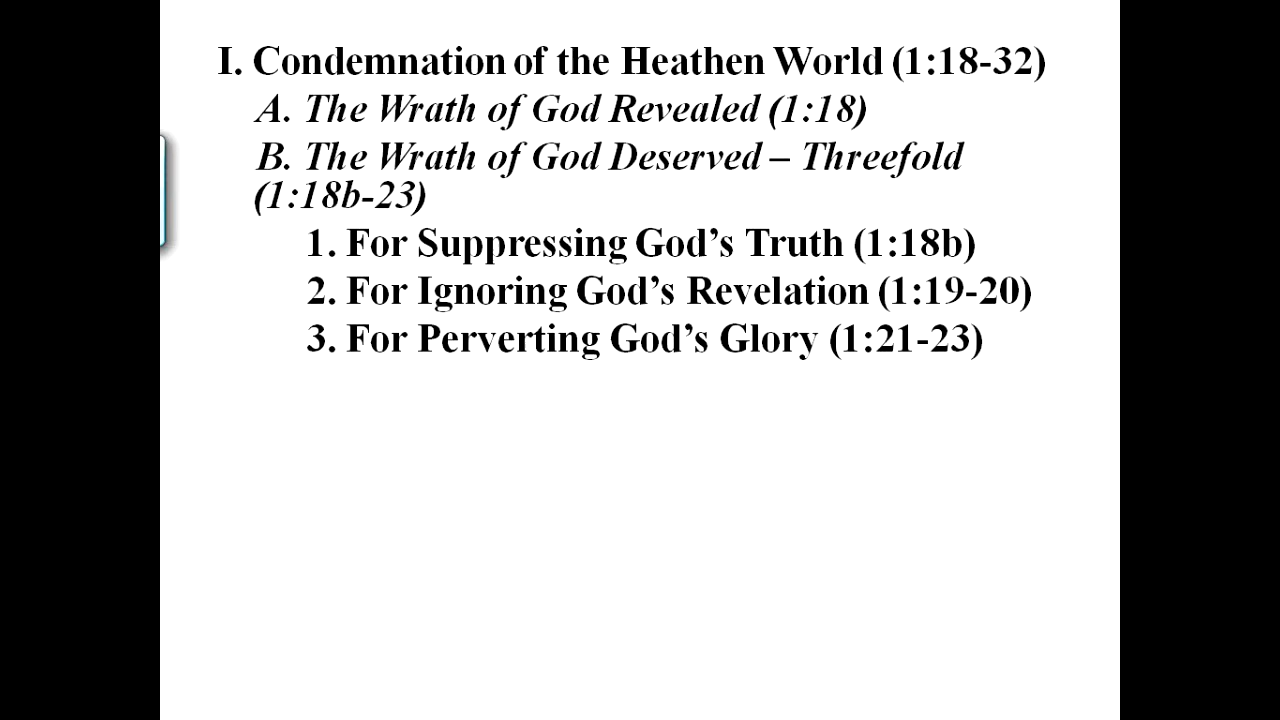 I. Condemnation of the Heathen World (1:18-32)
A. The Wrath of God Revealed (1:18)
B. The Wrath of God Deserved – Threefold
(1:18b-23)
1. For Suppressing God’s Truth (1:18b)
2. For Ignoring God’s Revelation (1:19-20)
3. For Perverting God’s Glory (1:21-23)